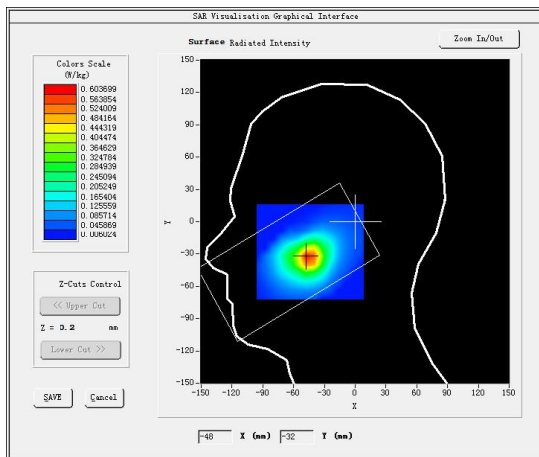 SAR Visualisation Graphical Interface
Surface Radiated Intensity
Zoom In/Out
Colors Scale
(W/kg)
0.603699
0.563854
0.524009
0.484164
0.444319
0.404474
0.364629
0.324784
0.284939
0.245094
0.205249
0.165404
0.125559
0.085714
0.045869
0.006024
Z-Cuts Control
<< Upper Cut
Z = 3.2 mm
Lower Cut >>
SAVE Cancel
150
120
90
60
30
0
-30
-60
-90
-120
-150
Y
-150 -120 -90 -60 -30 0 30 60 90 120 150
X
-48 X (mm) -32 Y (mm)